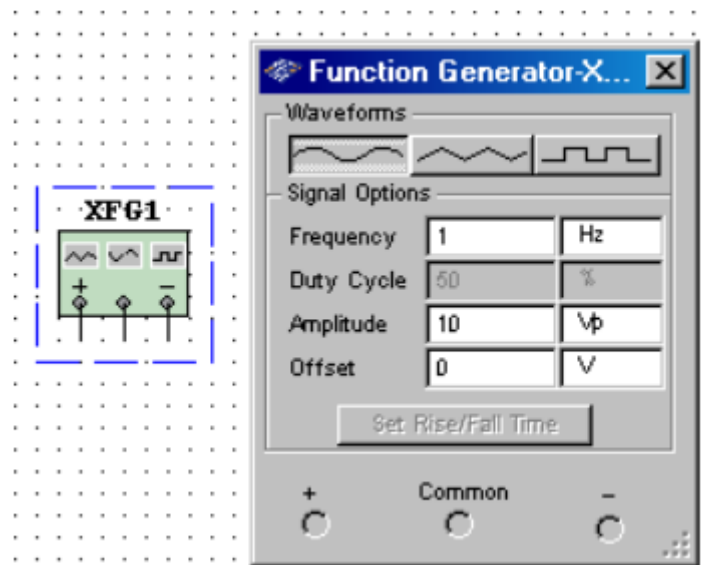 XFG1
+ −
Function Generator-X...
Waveforms
Signal Options
Frequency 1 Hz
Duty Cycle 50 %
Amplitude 10 Vp
Offset 0 V
Set Rise/Fall Time
+ Common −